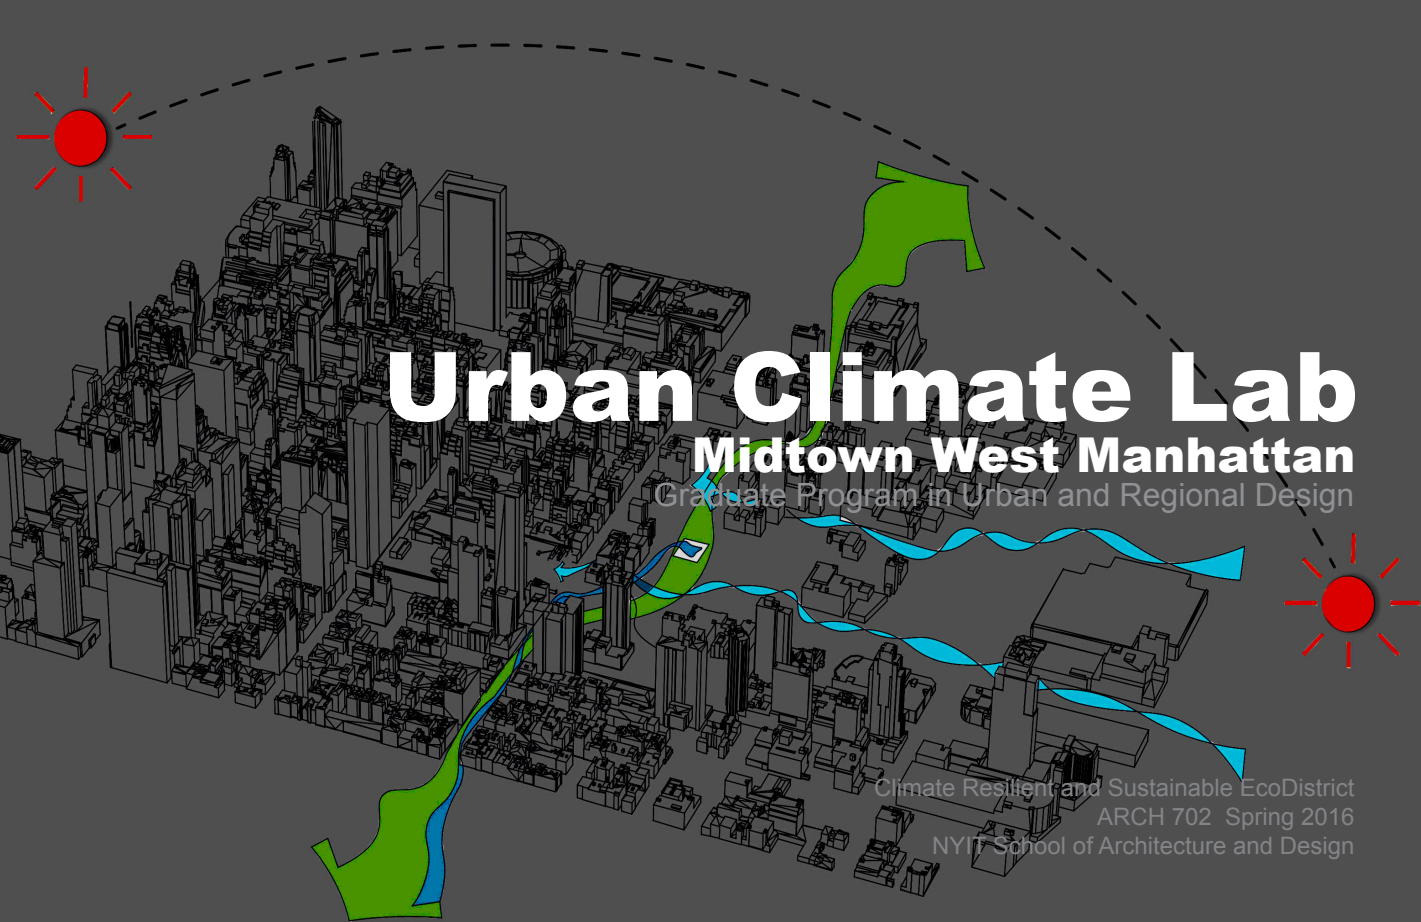 Urban Climate Lab
Midtown West Manhattan
Graduate Program in Urban and Regional Design
Climate Resilient and Sustainable EcoDistrict
ARCH 702  Spring 2016
NYIT School of Architecture and Design